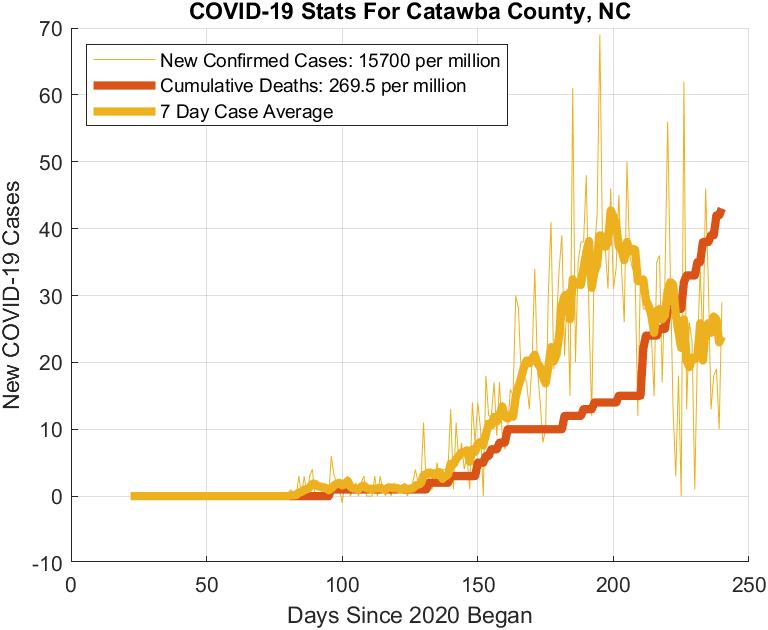 COVID-19 Stats For Catawba County, NC
New Confirmed Cases: 15700 per million
Cumulative Deaths: 269.5 per million
7 Day Case Average
New COVID-19 Cases
70
60
50
40
30
20
10
0
-10
0 50 100 150 200 250
Days Since 2020 Began